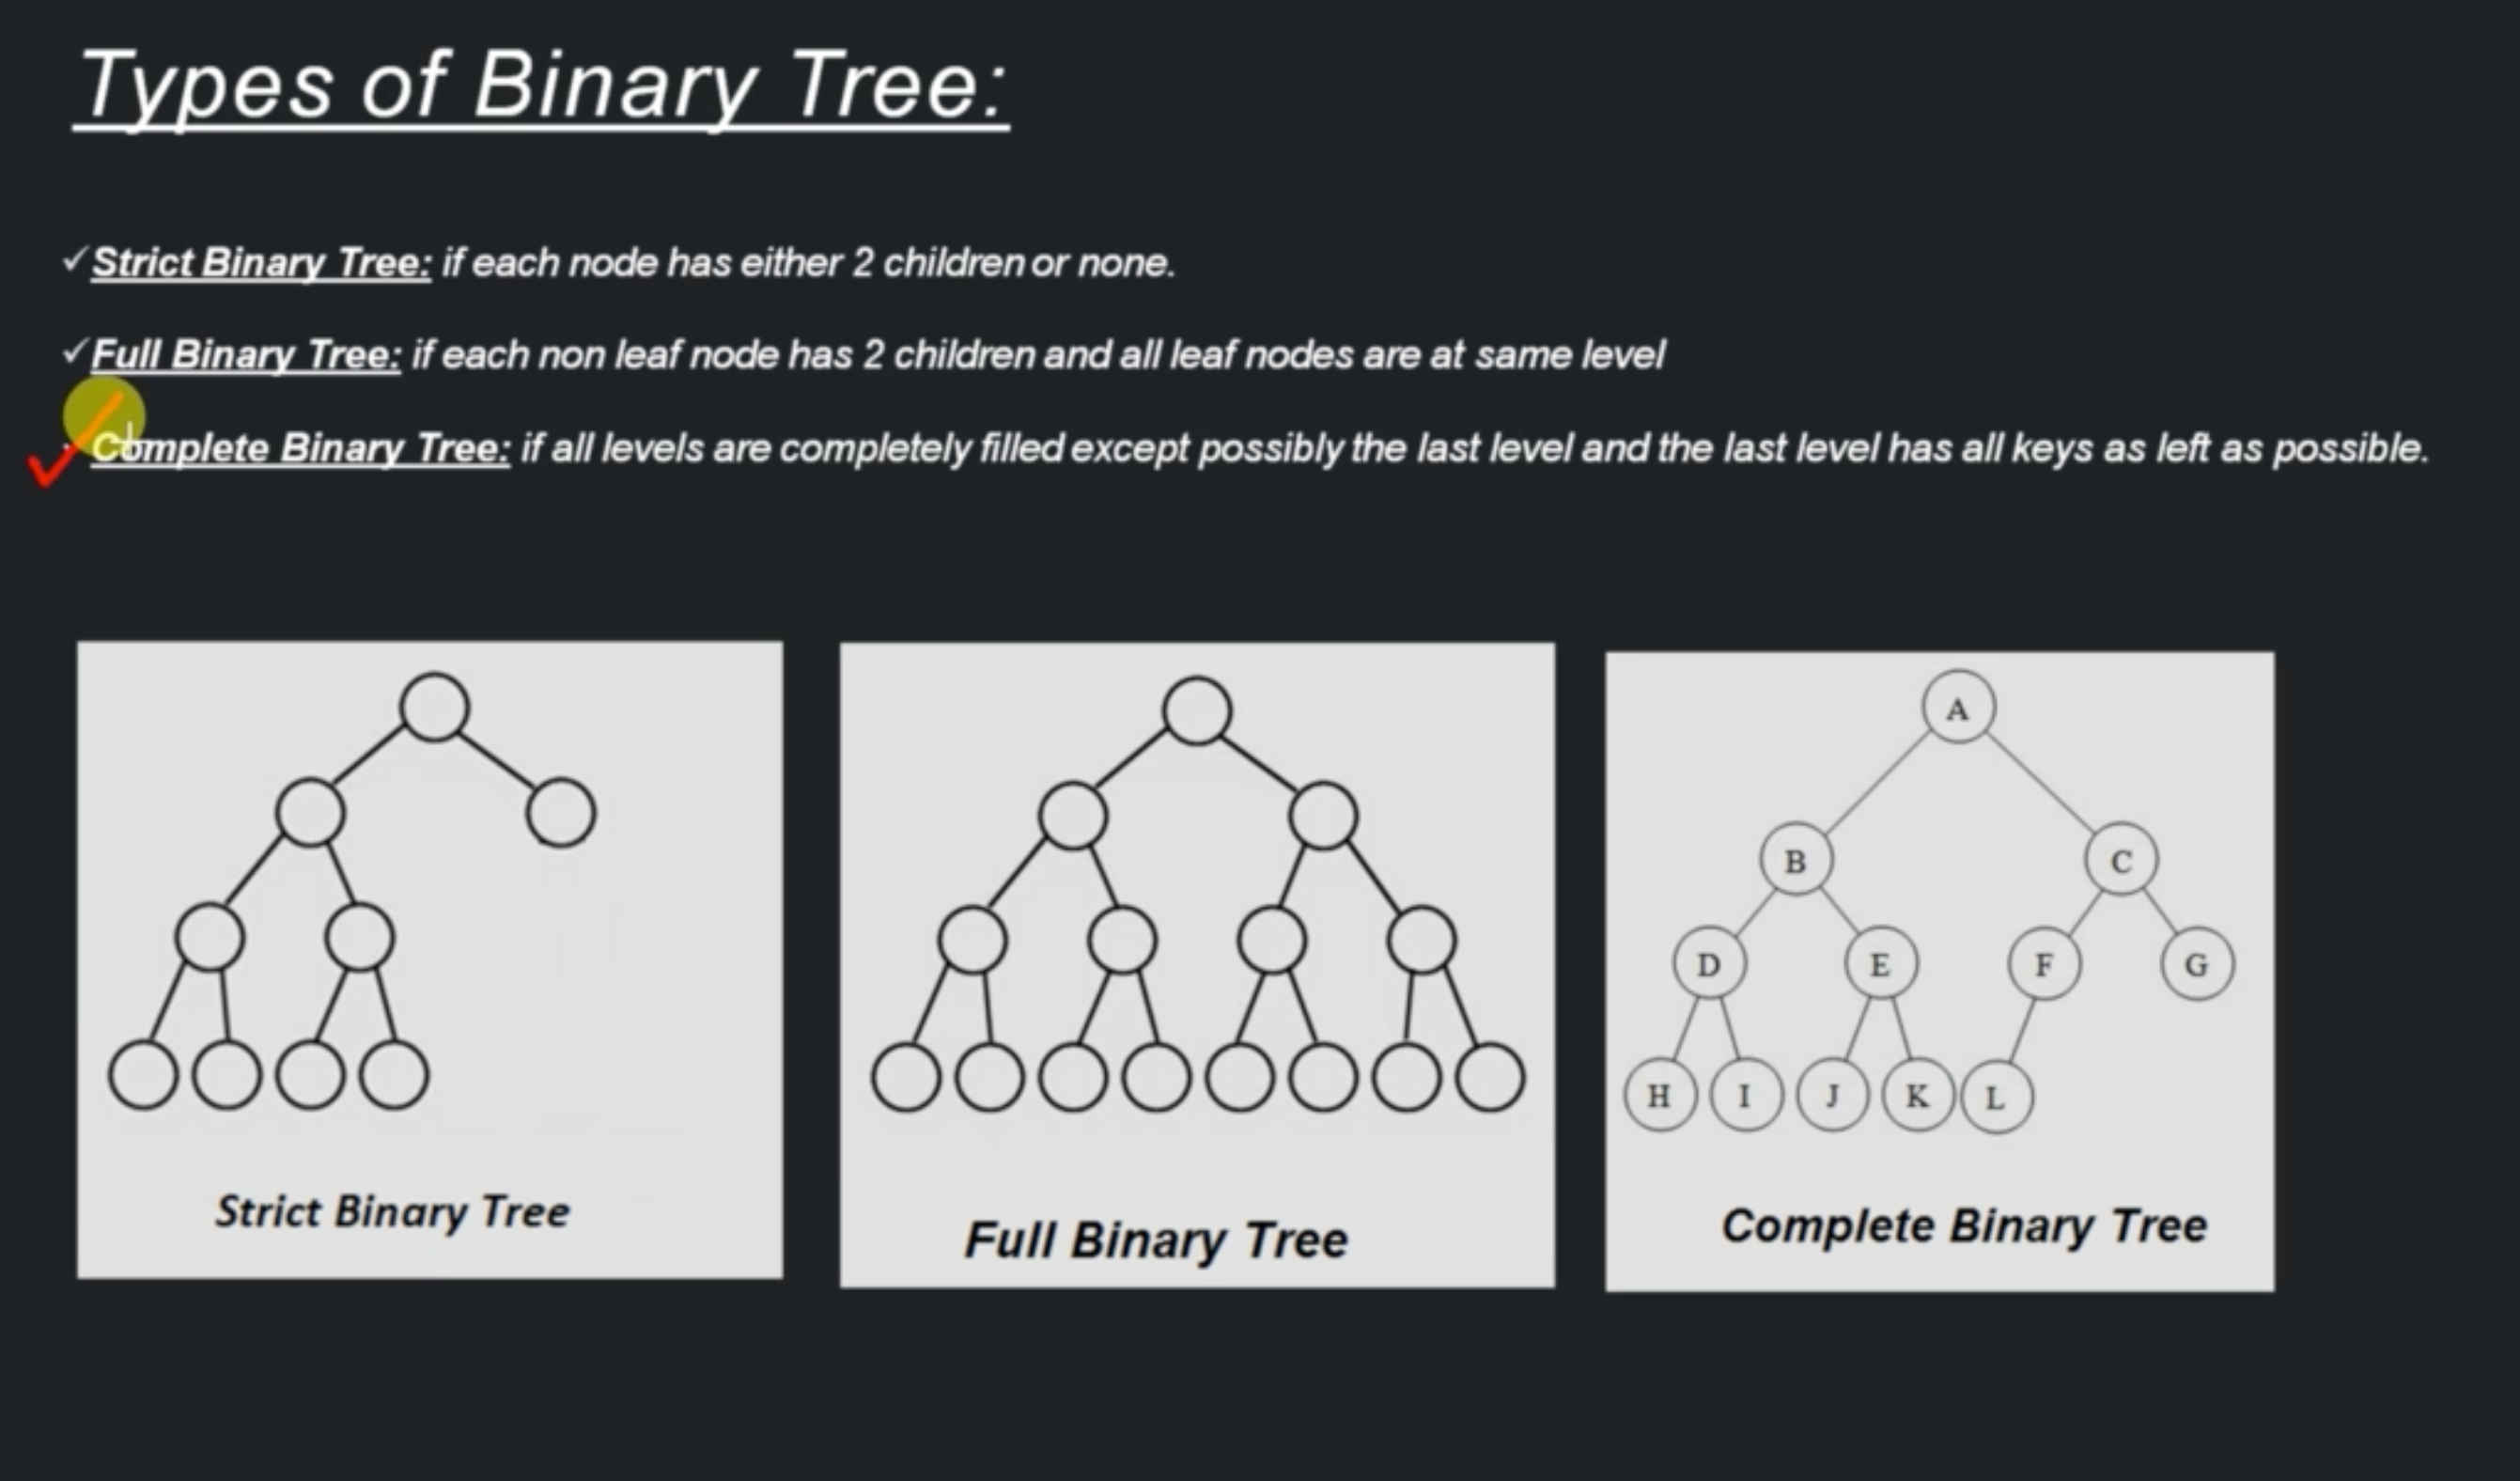 Types of Binary Tree:
✓Strict Binary Tree: if each node has either 2 children or none.
✓Full Binary Tree: if each non leaf node has 2 children and all leaf nodes are at same level
Complete Binary Tree: if all levels are completely filled except possibly the last level and the last level has all keys as left as possible.
Strict Binary Tree
Full Binary Tree
A
B C
D E F G
H I J K L
Complete Binary Tree